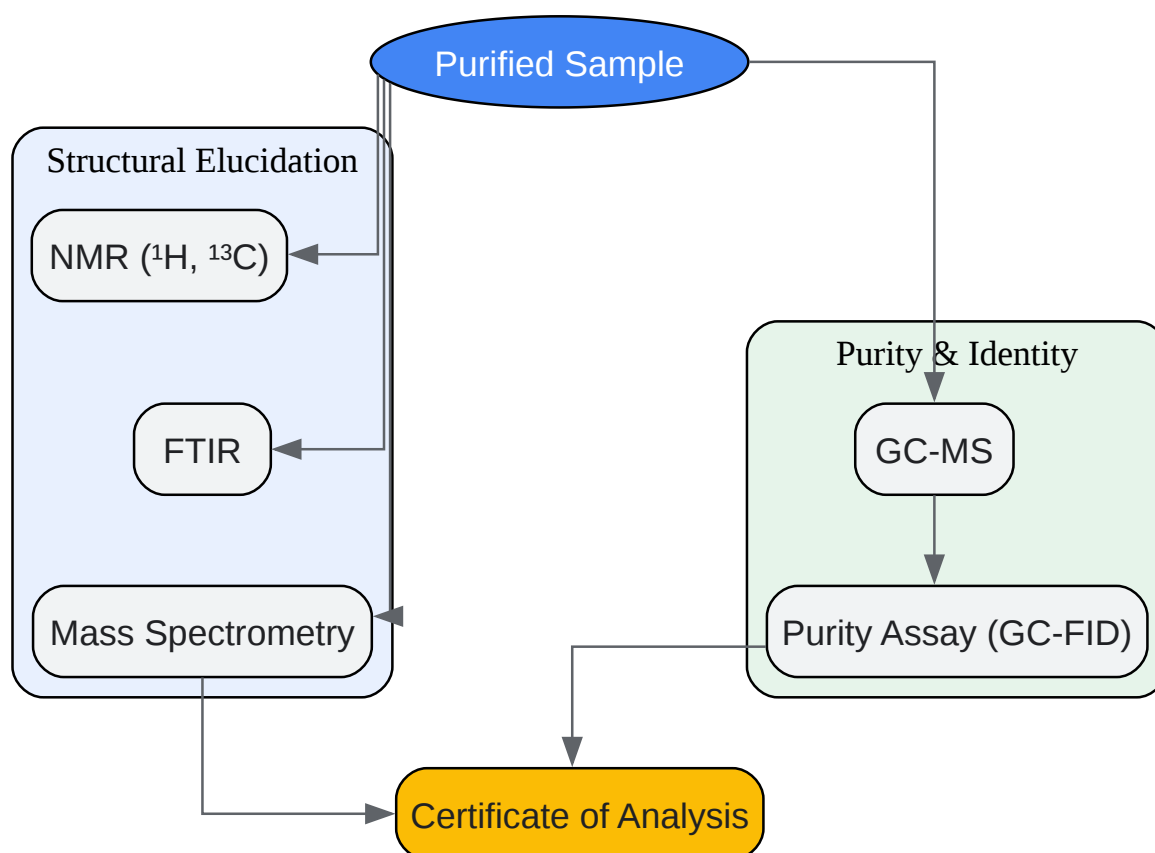 Purified Sample
Structural Elucidation
NMR (¹H, ¹³C)
FTIR
Mass Spectrometry
Purity & Identity
GC-MS
Purity Assay (GC-FID)
Certificate of Analysis